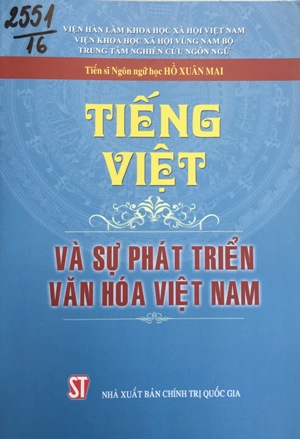 2551
16
VIỆN HÀN LÂM KHOA HỌC XÃ HỘI VIỆT NAM
VIỆN KHOA HỌC XÃ HỘI VÙNG NAM BỘ
TRUNG TÂM NGHIÊN CỨU NGÔN NGỮ
Tiến sĩ Ngôn ngữ học HỒ XUÂN MAI
TIẾNG
VIỆT
VÀ SỰ PHÁT TRIỂN
VĂN HÓA VIỆT NAM
ST
NHÀ XUẤT BẢN CHÍNH TRỊ QUỐC GIA